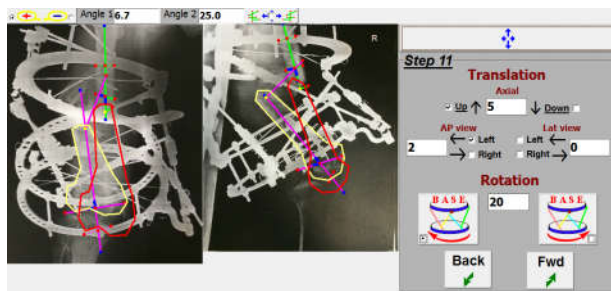 Angle 1 6.7 Angle 2 25.0
R
Step 11
Translation
Axial
Up 5 Down
AP view Lat view
2 Left Left 0
Right Right
Rotation
BASE 20 BASE
Back Fwd